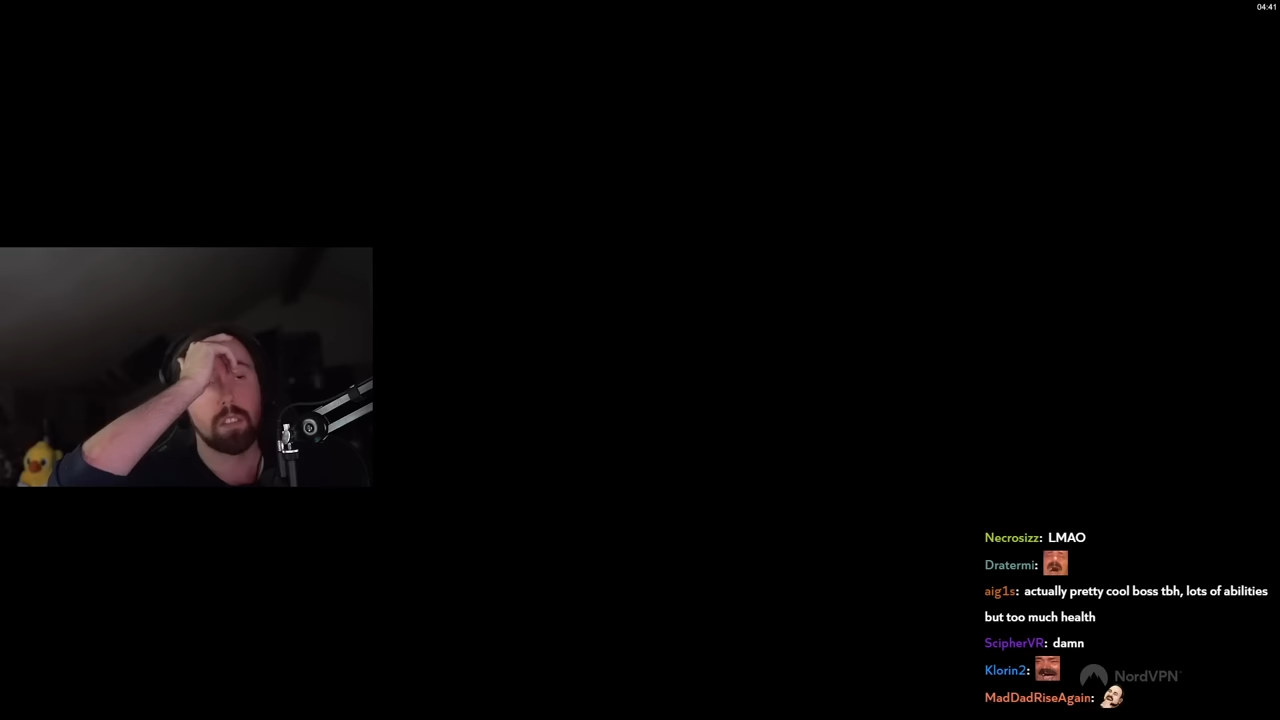 04:41
Necrosizz: LMAO
Dratermi:
aig1s: actually pretty cool boss tbh, lots of abilities
but too much health
ScipherVR: damn
Klorin2:
NordVPN
MadDadRiseAgain: